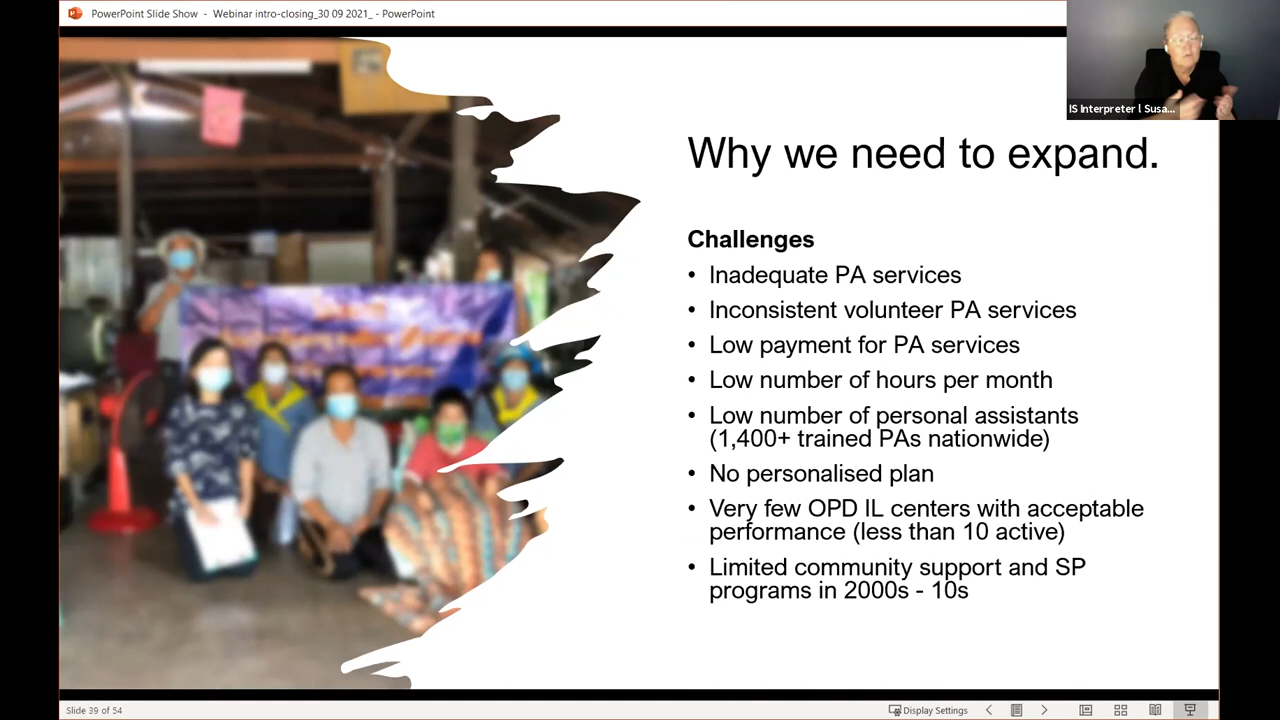 PowerPoint Slide Show - Webinar intro-closing_30 09 2021_ - PowerPoint
IS Interpreter l Susa...
Why we need to expand.
Challenges
• Inadequate PA services
• Inconsistent volunteer PA services
• Low payment for PA services
• Low number of hours per month
• Low number of personal assistants
(1,400+ trained PAs nationwide)
• No personalised plan
• Very few OPD IL centers with acceptable
performance (less than 10 active)
• Limited community support and SP
programs in 2000s - 10s
Slide 39 of 54
Display Settings